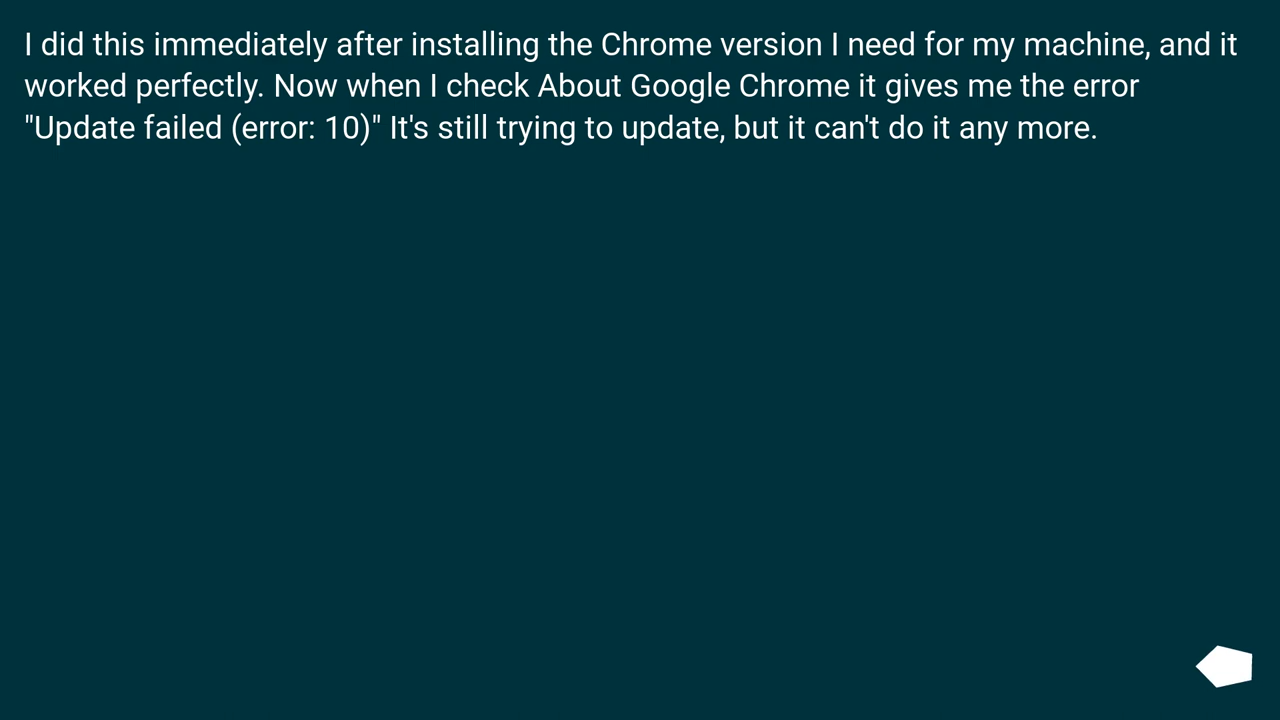 I did this immediately after installing the Chrome version I need for my machine, and it
worked perfectly. Now when I check About Google Chrome it gives me the error
"Update failed (error: 10)" It's still trying to update, but it can't do it any more.